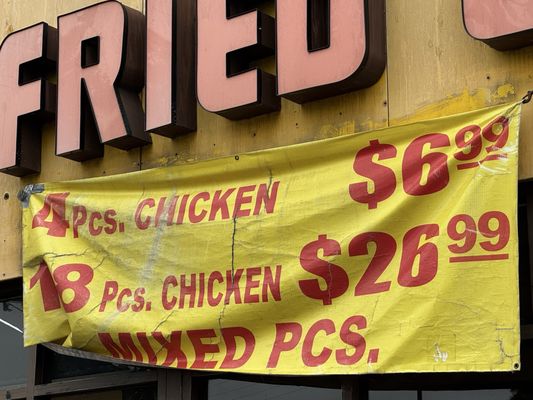 FRIED
4 Pcs. CHICKEN $6.99
18 Pcs. CHICKEN $26.99
MIXED PCS.